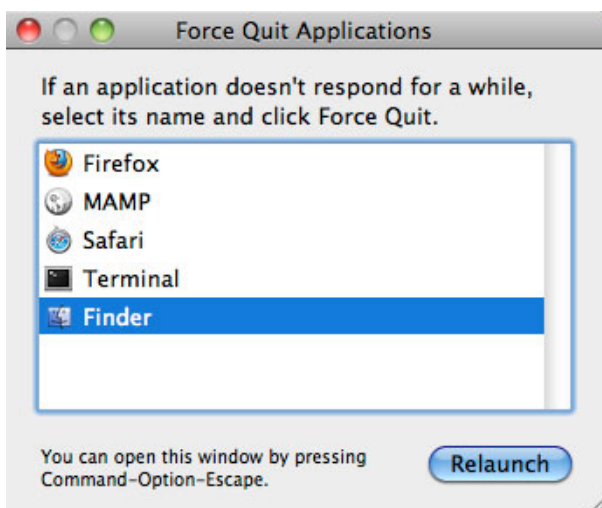 Force Quit Applications
If an application doesn't respond for a while,
select its name and click Force Quit.
Firefox
MAMP
Safari
Terminal
Finder
You can open this window by pressing
Command-Option-Escape.
Relaunch